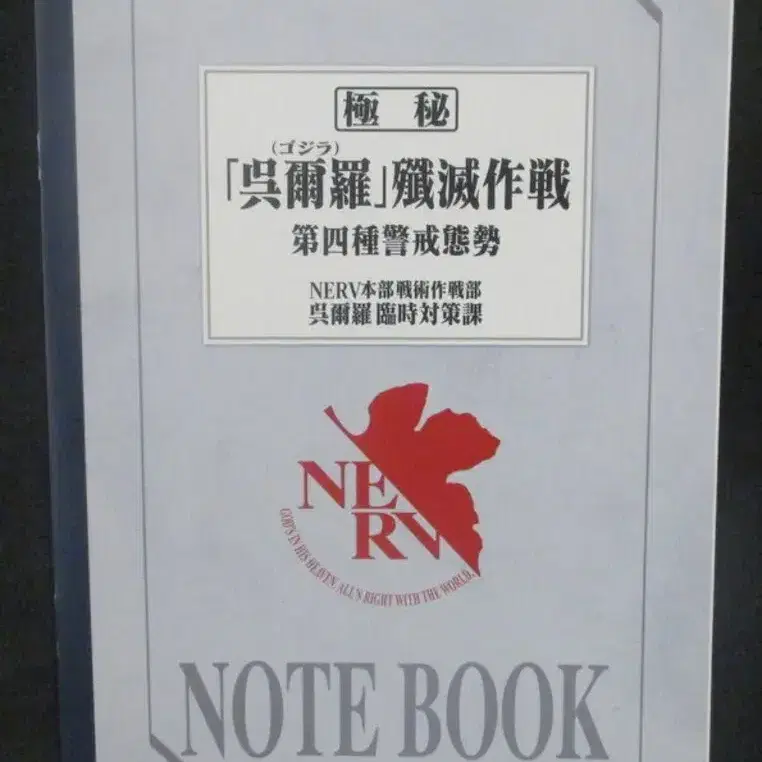 極 秘
(ゴジラ)
「呉爾羅」殲滅作戦
第四種警戒態勢
NERV本部戦術作戦部
呉爾羅臨時対策課
NERV
GOD'S IN HIS HEAVEN. ALL'S RIGHT WITH THE WORLD.
NOTE BOOK